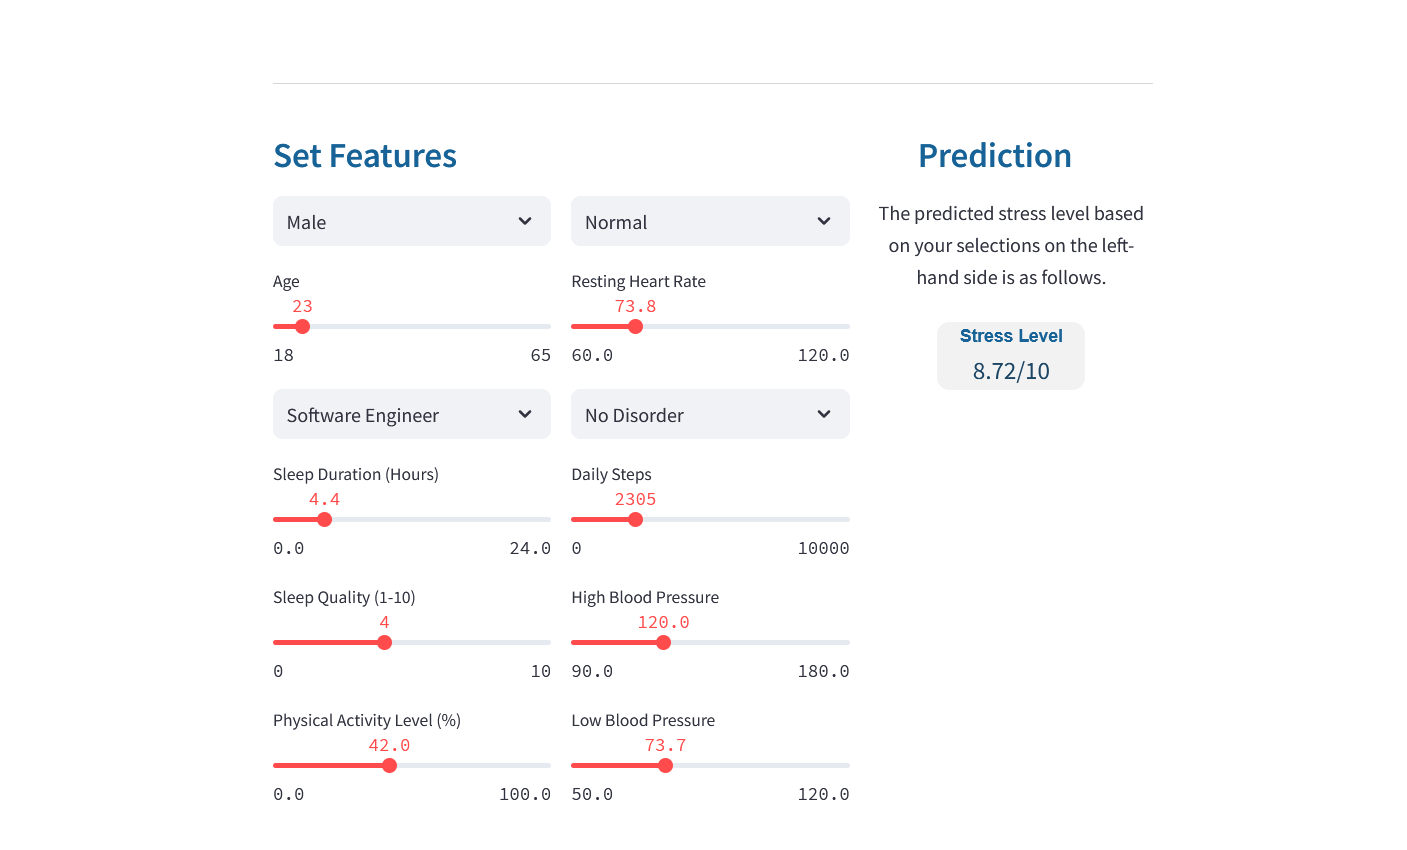 Set Features
Male
Normal
Age
23
18 65
Resting Heart Rate
73.8
60.0 120.0
Software Engineer
No Disorder
Sleep Duration (Hours)
4.4
0.0 24.0
Daily Steps
2305
0 10000
Sleep Quality (1-10)
4
0 10
High Blood Pressure
120.0
90.0 180.0
Physical Activity Level (%)
42.0
0.0 100.0
Low Blood Pressure
73.7
50.0 120.0
Prediction
The predicted stress level based
on your selections on the left-
hand side is as follows.
Stress Level
8.72/10